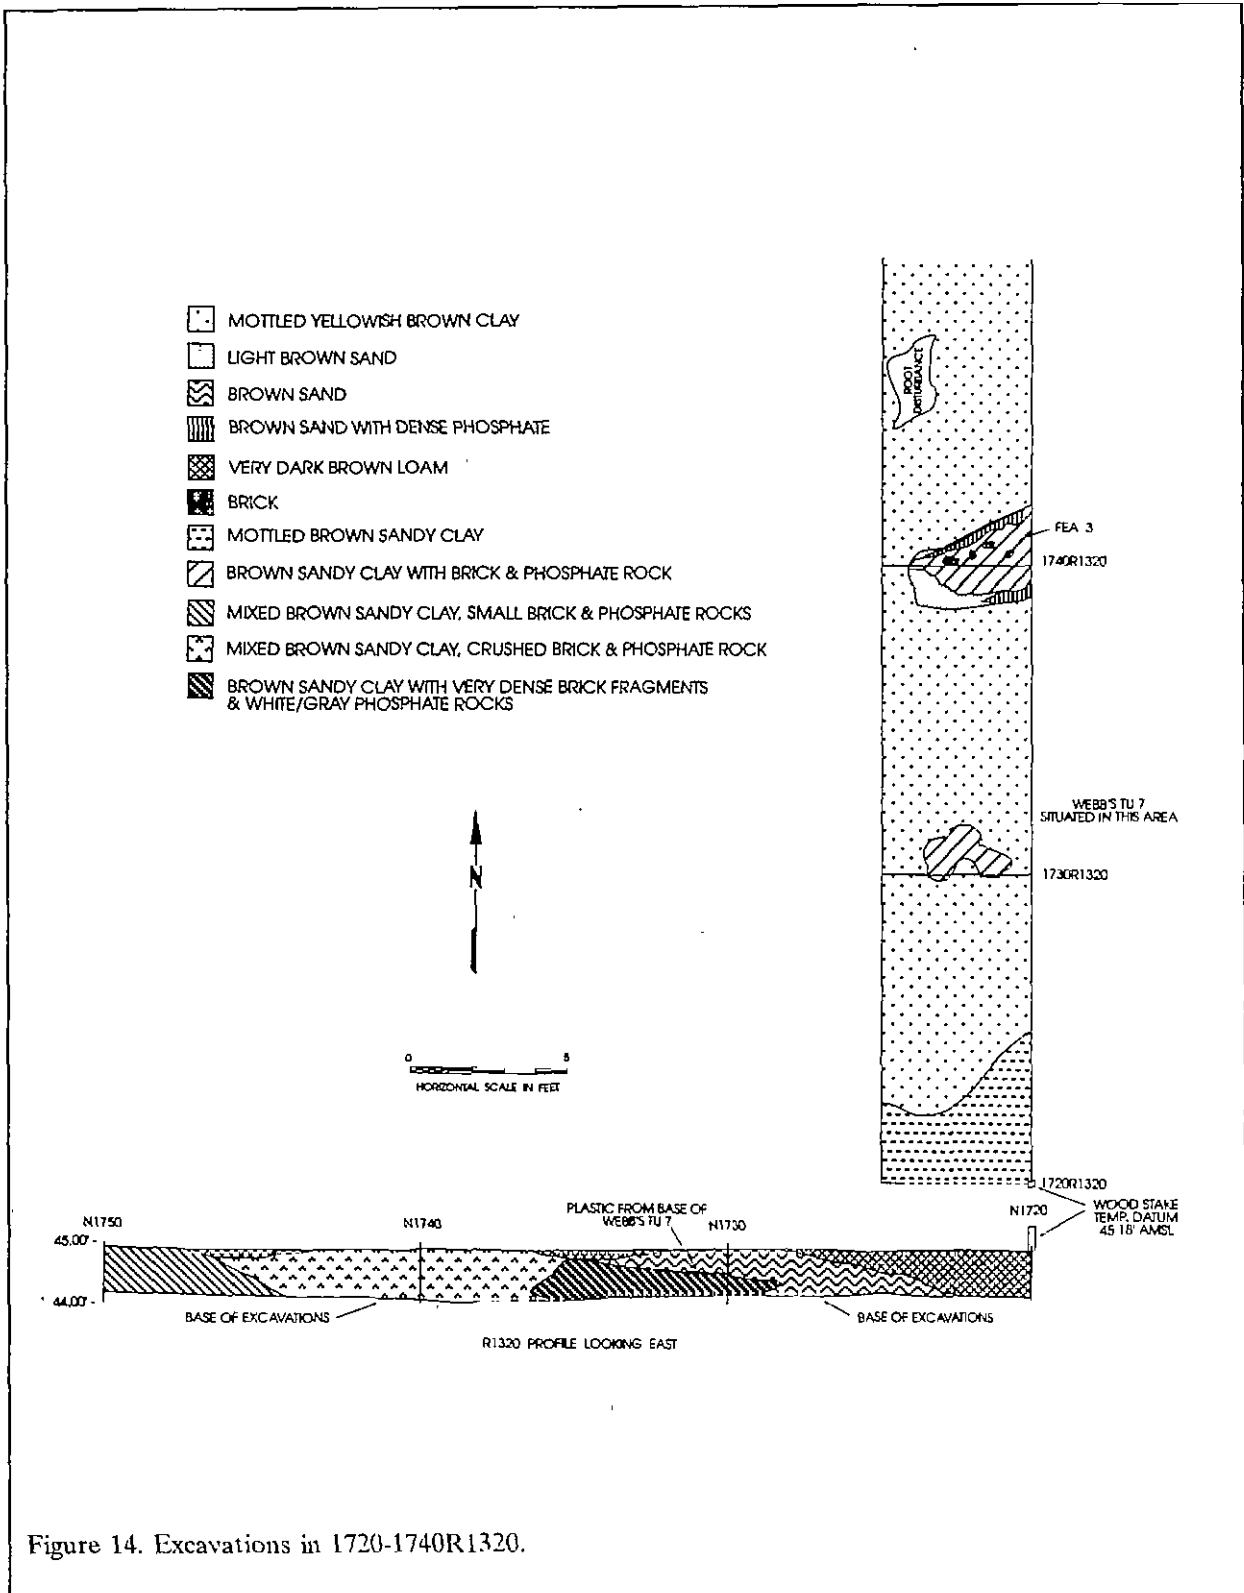 MOTTLED YELLOWISH BROWN CLAY
LIGHT BROWN SAND
BROWN SAND
BROWN SAND WITH DENSE PHOSPHATE
VERY DARK BROWN LOAM
BRICK
MOTTLED BROWN SANDY CLAY
BROWN SANDY CLAY WITH BRICK & PHOSPHATE ROCK
MIXED BROWN SANDY CLAY, SMALL BRICK & PHOSPHATE ROCKS
MIXED BROWN SANDY CLAY, CRUSHED BRICK & PHOSPHATE ROCK
BROWN SANDY CLAY WITH VERY DENSE BRICK FRAGMENTS
& WHITE/GRAY PHOSPHATE ROCKS
ROOT
DISTURBANCE
FEA 3
1740R1320
WEBB'S TU 7
SITUATED IN THIS AREA
1730R1320
N
0 5
HORIZONTAL SCALE IN FEET
1720R1320
WOOD STAKE
TEMP. DATUM
45.18' AMSL
PLASTIC FROM BASE OF
WEBB'S TU 7
N1750
N1740
N1730
N1720
45.00'
44.00'
BASE OF EXCAVATIONS
BASE OF EXCAVATIONS
R1320 PROFILE LOOKING EAST
Figure 14. Excavations in 1720-1740R1320.